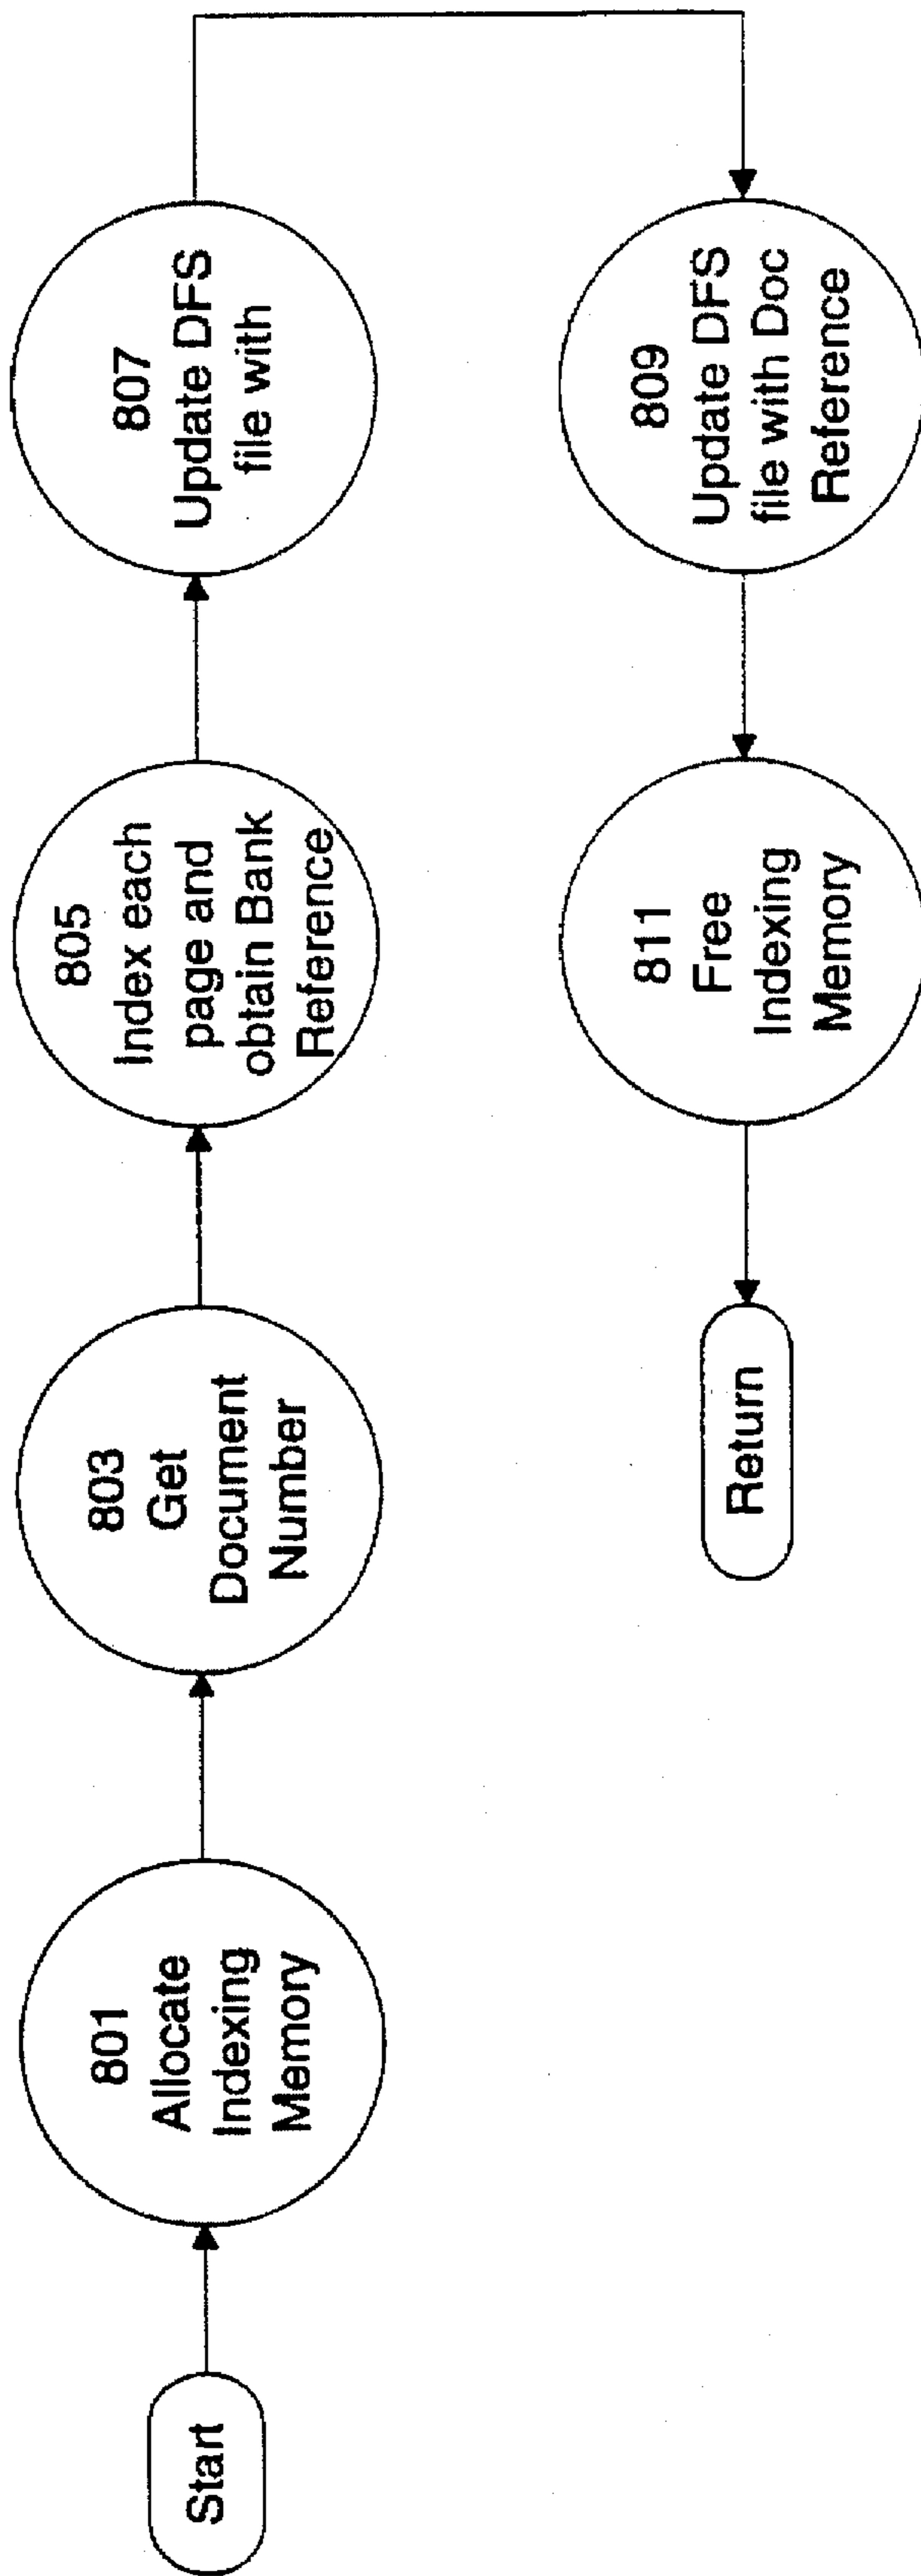 Start
801
Allocate
Indexing
Memory
803
Get
Document
Number
805
Index each
page and
obtain Bank
Reference
807
Update DFS
file with
809
Update DFS
file with Doc
Reference
811
Free
Indexing
Memory
Return